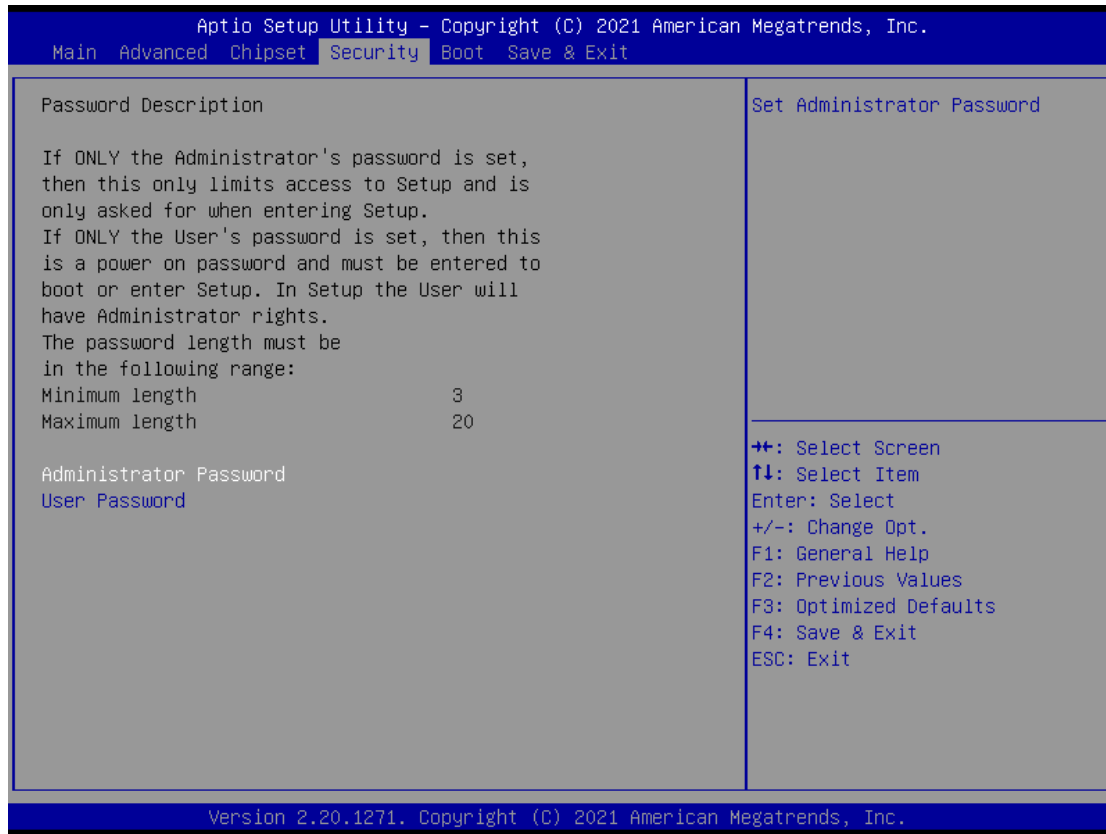 Aptio Setup Utility – Copyright (C) 2021 American Megatrends, Inc.
Main Advanced Chipset Security Boot Save & Exit
Password Description
If ONLY the Administrator's password is set,
then this only limits access to Setup and is
only asked for when entering Setup.
If ONLY the User's password is set, then this
is a power on password and must be entered to
boot or enter Setup. In Setup the User will
have Administrator rights.
The password length must be
in the following range:
Minimum length 3
Maximum length 20
Administrator Password
User Password
Set Administrator Password
→←: Select Screen
↑↓: Select Item
Enter: Select
+/-: Change Opt.
F1: General Help
F2: Previous Values
F3: Optimized Defaults
F4: Save & Exit
ESC: Exit
Version 2.20.1271. Copyright (C) 2021 American Megatrends, Inc.